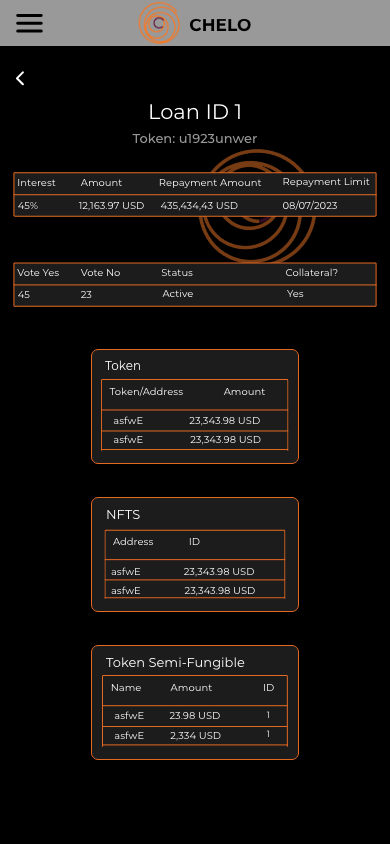 CHELO
Loan ID 1
Token: u1923unwer
Interest Amount Repayment Amount Repayment Limit
45% 12,163.97 USD 435,434,43 USD 08/07/2023
Vote Yes Vote No Status Collateral?
45 23 Active Yes
Token
Token/Address Amount
asfwE 23,343.98 USD
asfwE 23,343.98 USD
NFTS
Address ID
asfwE 23,343.98 USD
asfwE 23,343.98 USD
Token Semi-Fungible
Name Amount ID
asfwE 23.98 USD 1
asfwE 2,334 USD 1